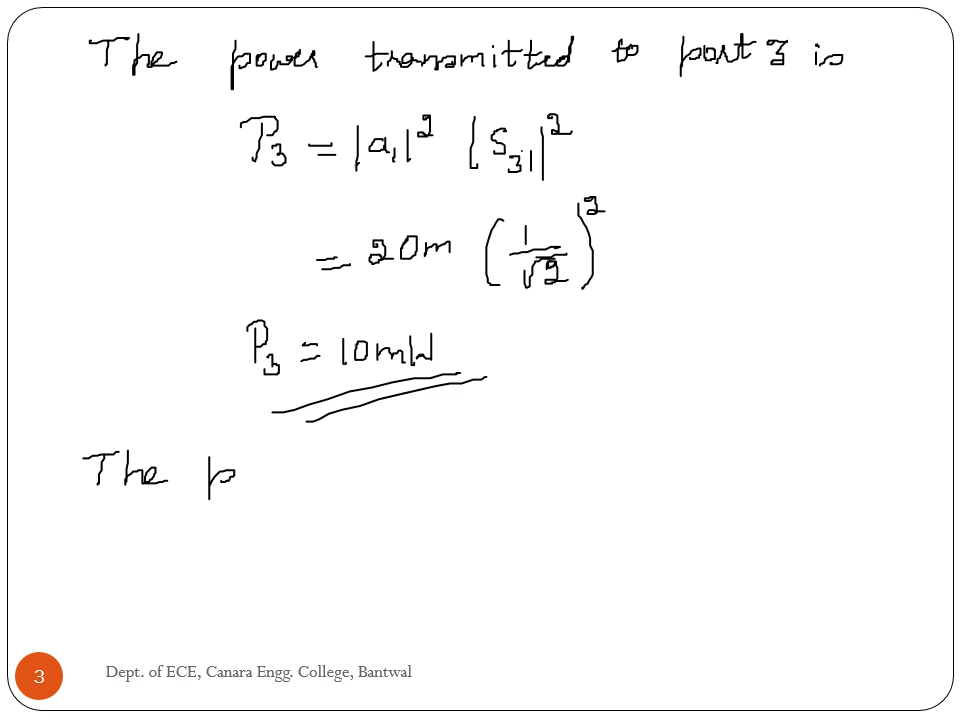 The power transmitted to port 3 is
P₃ = |a₁|² |S₃₁|²
= 20m (1/√2)²
P₃ = 10mW
The p
3
Dept. of ECE, Canara Engg. College, Bantwal